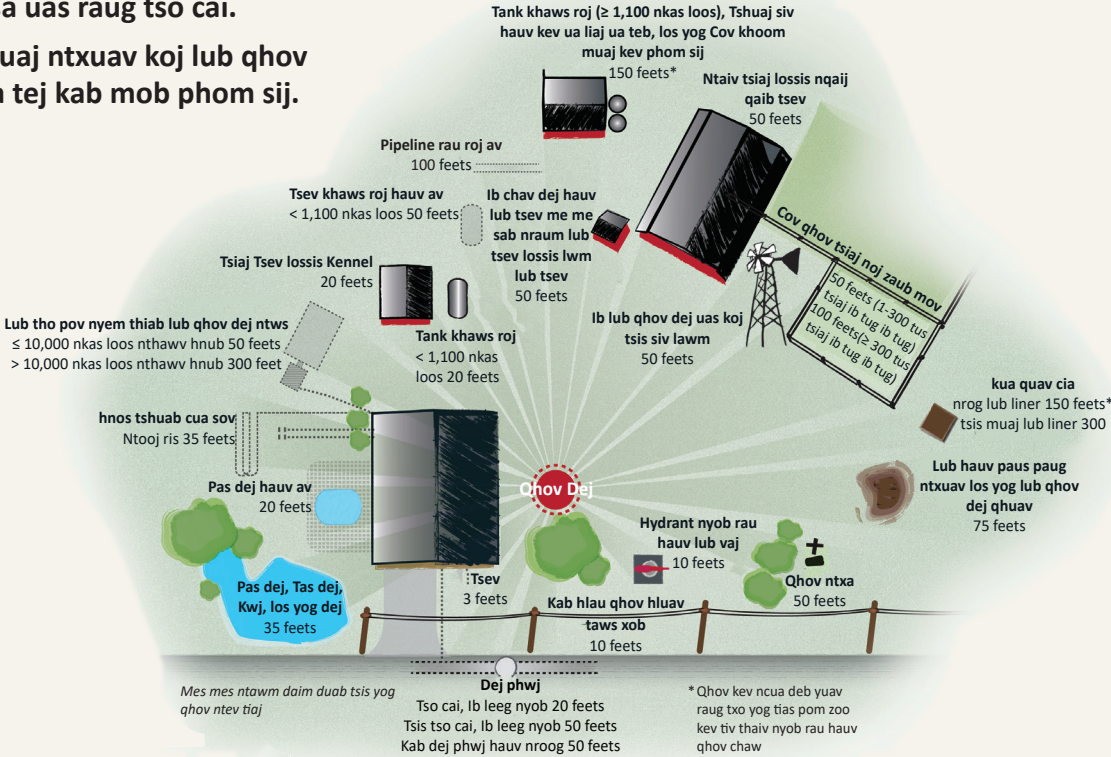 sa uas raug tso cai.
uaj ntxuav koj lub qhov
tej kab mob phom sij.
Tank khaws roj (≥ 1,100 nkas loos), Tshuaj siv
hauv kev ua liaj ua teb, los yog Cov khoom
muaj kev phom sij
150 feets*
Ntaiv tsiaj lossis nqaij
qaib tsev
50 feets
Pipeline rau roj av
100 feets
Tsev khaws roj hauv av
< 1,100 nkas loos 50 feets
Ib chav dej hauv
lub tsev me me
sab nraum lub
tsev lossis lwm
lub tsev
50 feets
Cov qhov tsiaj noj zaub mov
50 feets (1-300 tus
tsiaj ib tug ib tug)
100 feets(≥ 300 tus
tsiaj ib tug ib tug)
Tsiaj Tsev lossis Kennel
20 feets
Lub tho pov nyem thiab lub qhov dej ntws
≤ 10,000 nkas loos nthawv hnub 50 feets
> 10,000 nkas loos nthawv hnub 300 feet
Tank khaws roj
< 1,100 nkas
loos 20 feets
Ib lub qhov dej uas koj
tsis siv lawm
50 feets
kua quav cia
nrog lub liner 150 feets*
tsis muaj lub liner 300
hnos tshuab cua sov
Ntooj ris 35 feets
Pas dej hauv av
20 feets
Qhov Dej
Lub hauv paus paug
ntxuav los yog lub qhov
dej qhuav
75 feets
Hydrant nyob rau
hauv lub vaj
10 feets
Qhov ntxa
50 feets
Pas dej, Tas dej,
Kwj, los yog dej
35 feets
Tsev
3 feets
Kab hlau qhov hluav
taws xob
10 feets
Dej phwj
Tso cai, Ib leeg nyob 20 feets
Tsis tso cai, Ib leeg nyob 50 feets
Kab dej phwj hauv nroog 50 feets
Mes mes ntawm daim duab tsis yog
qhov ntev tiaj
* Qhov kev ncua deb yuav
raug txo yog tias pom zoo
kev tiv thaiv nyob rau hauv
qhov chaw